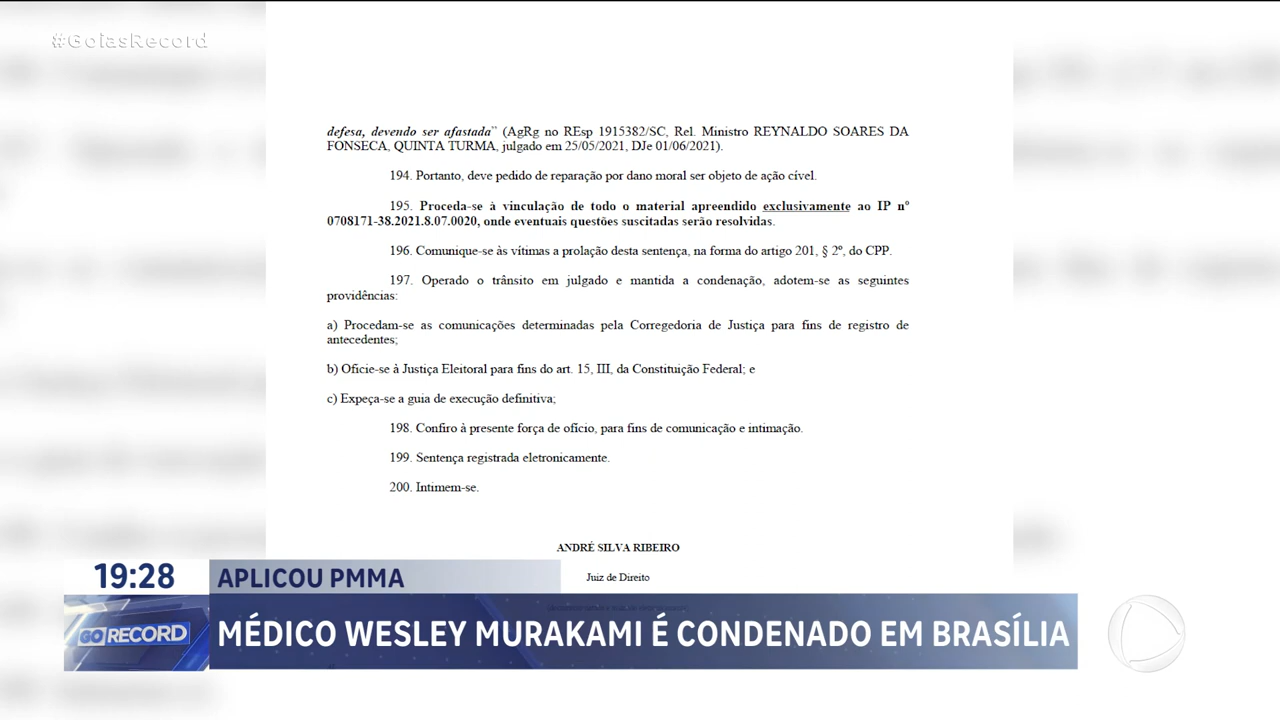 #GoiasRecord
defesa, devendo ser afastada” (AgRg no REsp 1915382/SC, Rel. Ministro REYNALDO SOARES DA
FONSECA, QUINTA TURMA, julgado em 25/05/2021, DJe 01/06/2021).
194. Portanto, deve pedido de reparação por dano moral ser objeto de ação cível.
195. Proceda-se à vinculação de todo o material apreendido exclusivamente ao IP nº
0708171-38.2021.8.07.0020, onde eventuais questões suscitadas serão resolvidas.
196. Comunique-se às vítimas a prolação desta sentença, na forma do artigo 201, § 2º, do CPP.
197. Operado o trânsito em julgado e mantida a condenação, adotem-se as seguintes
providências:
a) Procedam-se as comunicações determinadas pela Corregedoria de Justiça para fins de registro de
antecedentes;
b) Oficie-se à Justiça Eleitoral para fins do art. 15, III, da Constituição Federal; e
c) Expeça-se a guia de execução definitiva;
198. Confiro à presente força de ofício, para fins de comunicação e intimação.
199. Sentença registrada eletronicamente.
200. Intimem-se.
ANDRÉ SILVA RIBEIRO
Juiz de Direito
19:28
APLICOU PMMA
GO RECORD
MÉDICO WESLEY MURAKAMI É CONDENADO EM BRASÍLIA